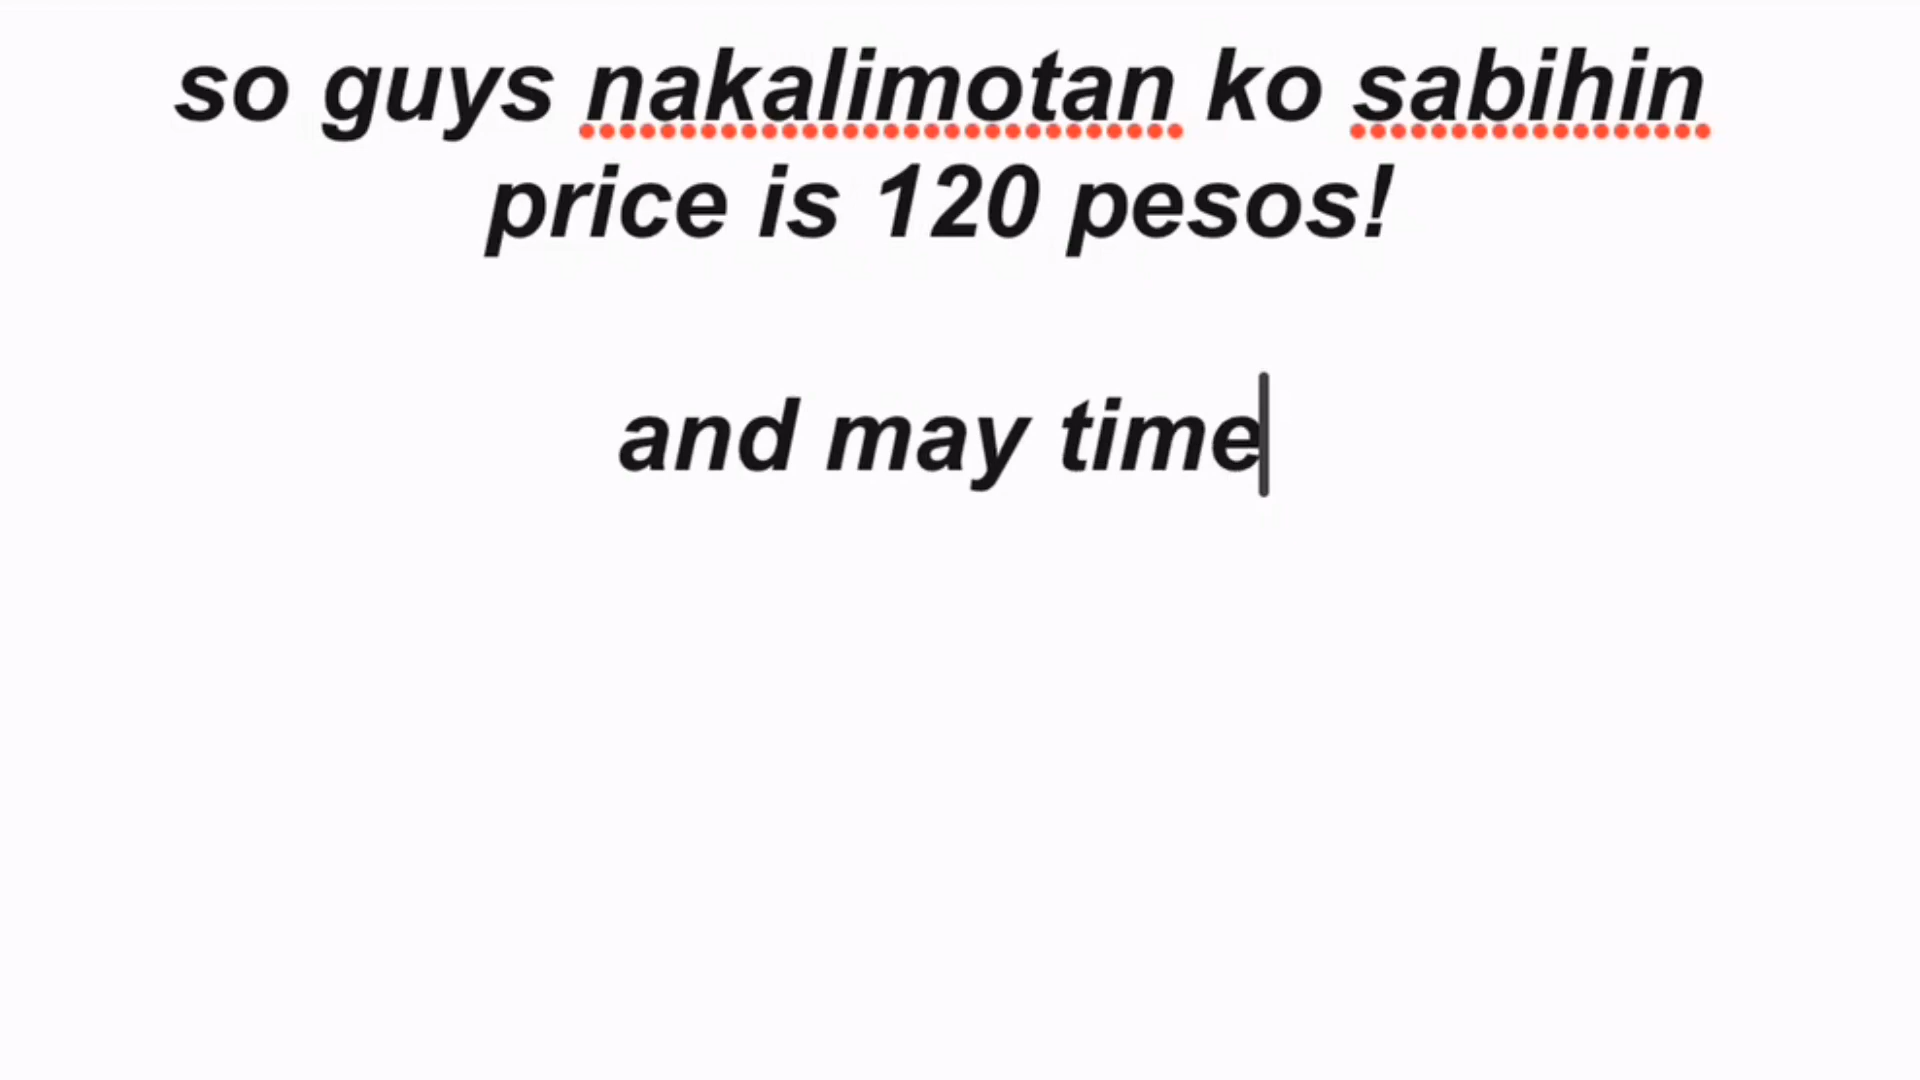 so guys nakalimotan ko sabihin
price is 120 pesos!
and may time